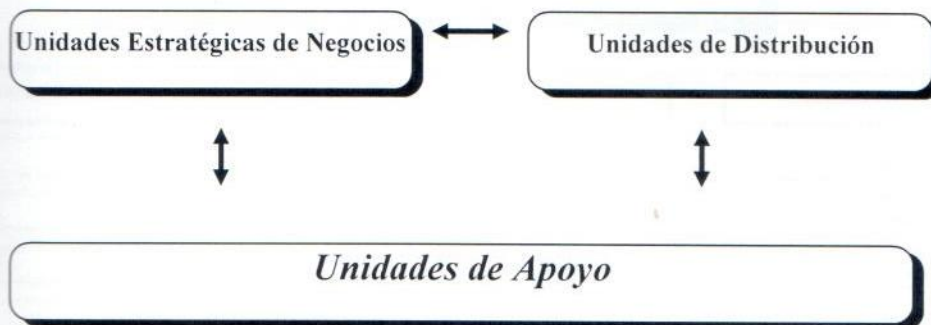 Unidades Estratégicas de Negocios
Unidades de Distribución
Unidades de Apoyo